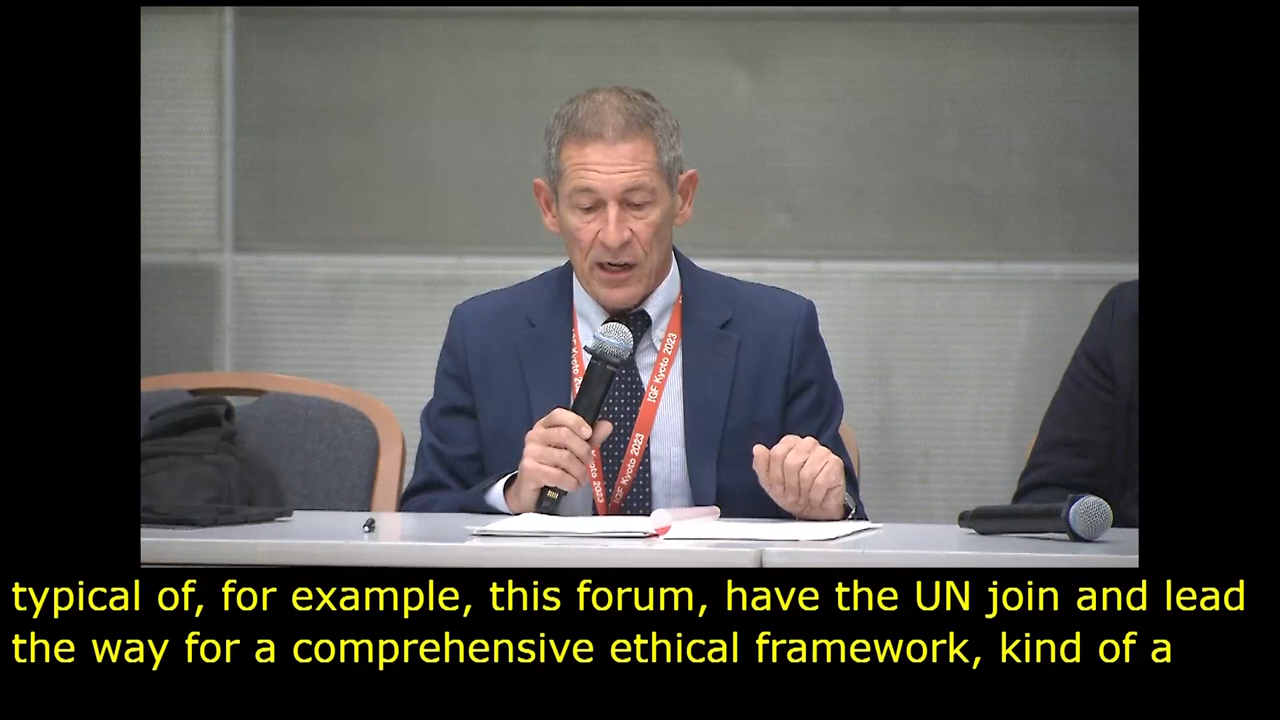 IGF Kyoto 2023
Kyoto 2023
typical of, for example, this forum, have the UN join and lead
the way for a comprehensive ethical framework, kind of a